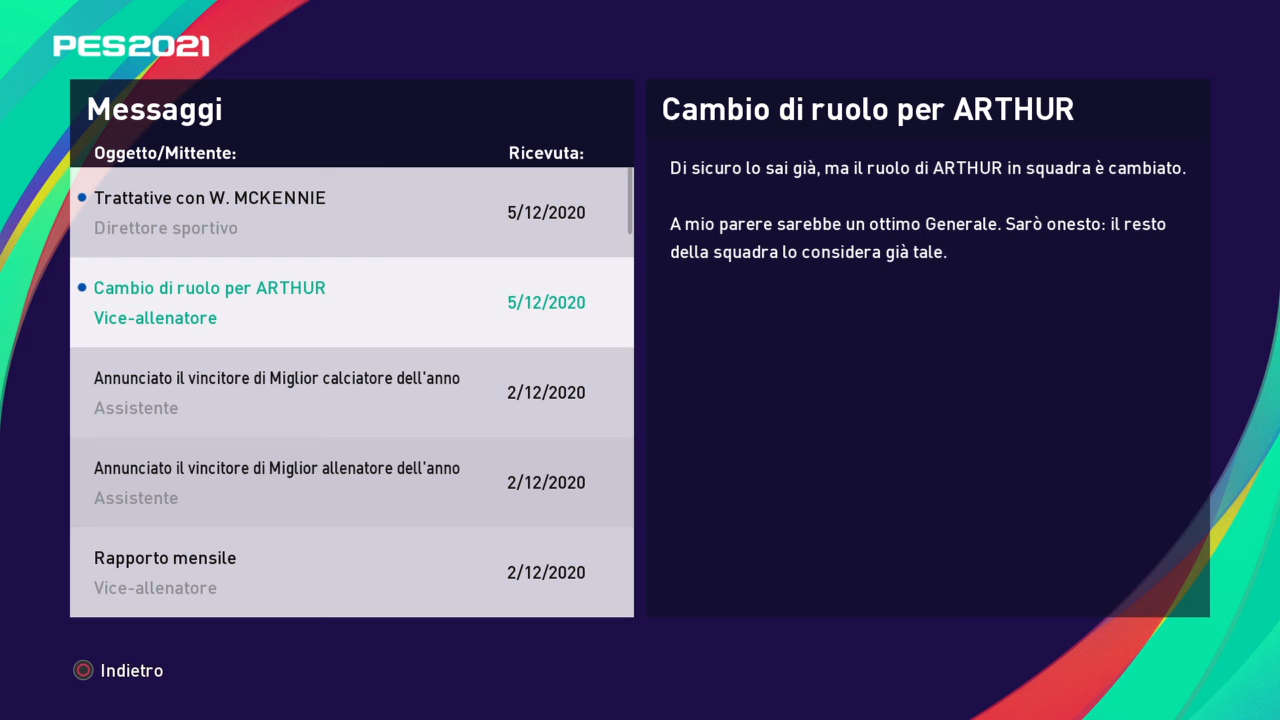 PES2021
Messaggi
Oggetto/Mittente: Ricevuta:
Trattative con W. MCKENNIE
Direttore sportivo
5/12/2020
Cambio di ruolo per ARTHUR
Vice-allenatore
5/12/2020
Annunciato il vincitore di Miglior calciatore dell'anno
Assistente
2/12/2020
Annunciato il vincitore di Miglior allenatore dell'anno
Assistente
2/12/2020
Rapporto mensile
Vice-allenatore
2/12/2020
Cambio di ruolo per ARTHUR
Di sicuro lo sai già, ma il ruolo di ARTHUR in squadra è cambiato.
A mio parere sarebbe un ottimo Generale. Sarò onesto: il resto
della squadra lo considera già tale.
Indietro